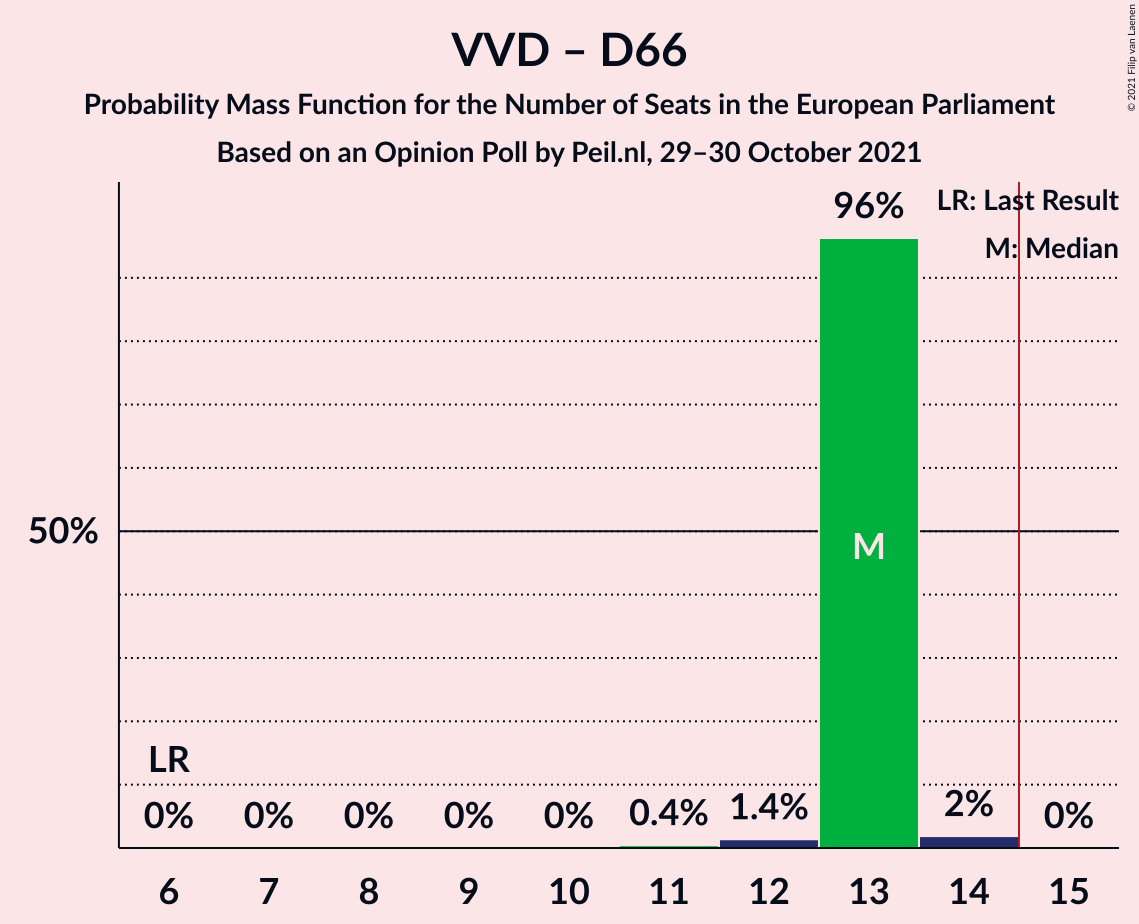 VVD – D66
Probability Mass Function for the Number of Seats in the European Parliament
Based on an Opinion Poll by Peil.nl, 29–30 October 2021
© 2021 Filip van Laenen
LR: Last Result
M: Median
96%
50%
M
LR
0% 0% 0% 0% 0% 0.4% 1.4% 2% 0%
6 7 8 9 10 11 12 13 14 15